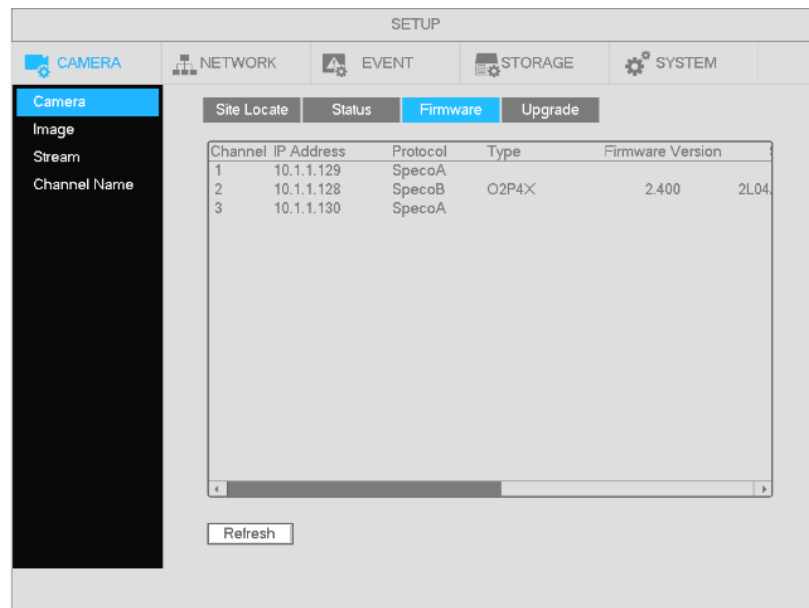 SETUP
CAMERA NETWORK EVENT STORAGE SYSTEM
Camera
Image
Stream
Channel Name
Site Locate Status Firmware Upgrade
Channel IP Address Protocol Type Firmware Version
1 10.1.1.129 SpecoA
2 10.1.1.128 SpecoB O2P4X 2.400 2L04
3 10.1.1.130 SpecoA
Refresh